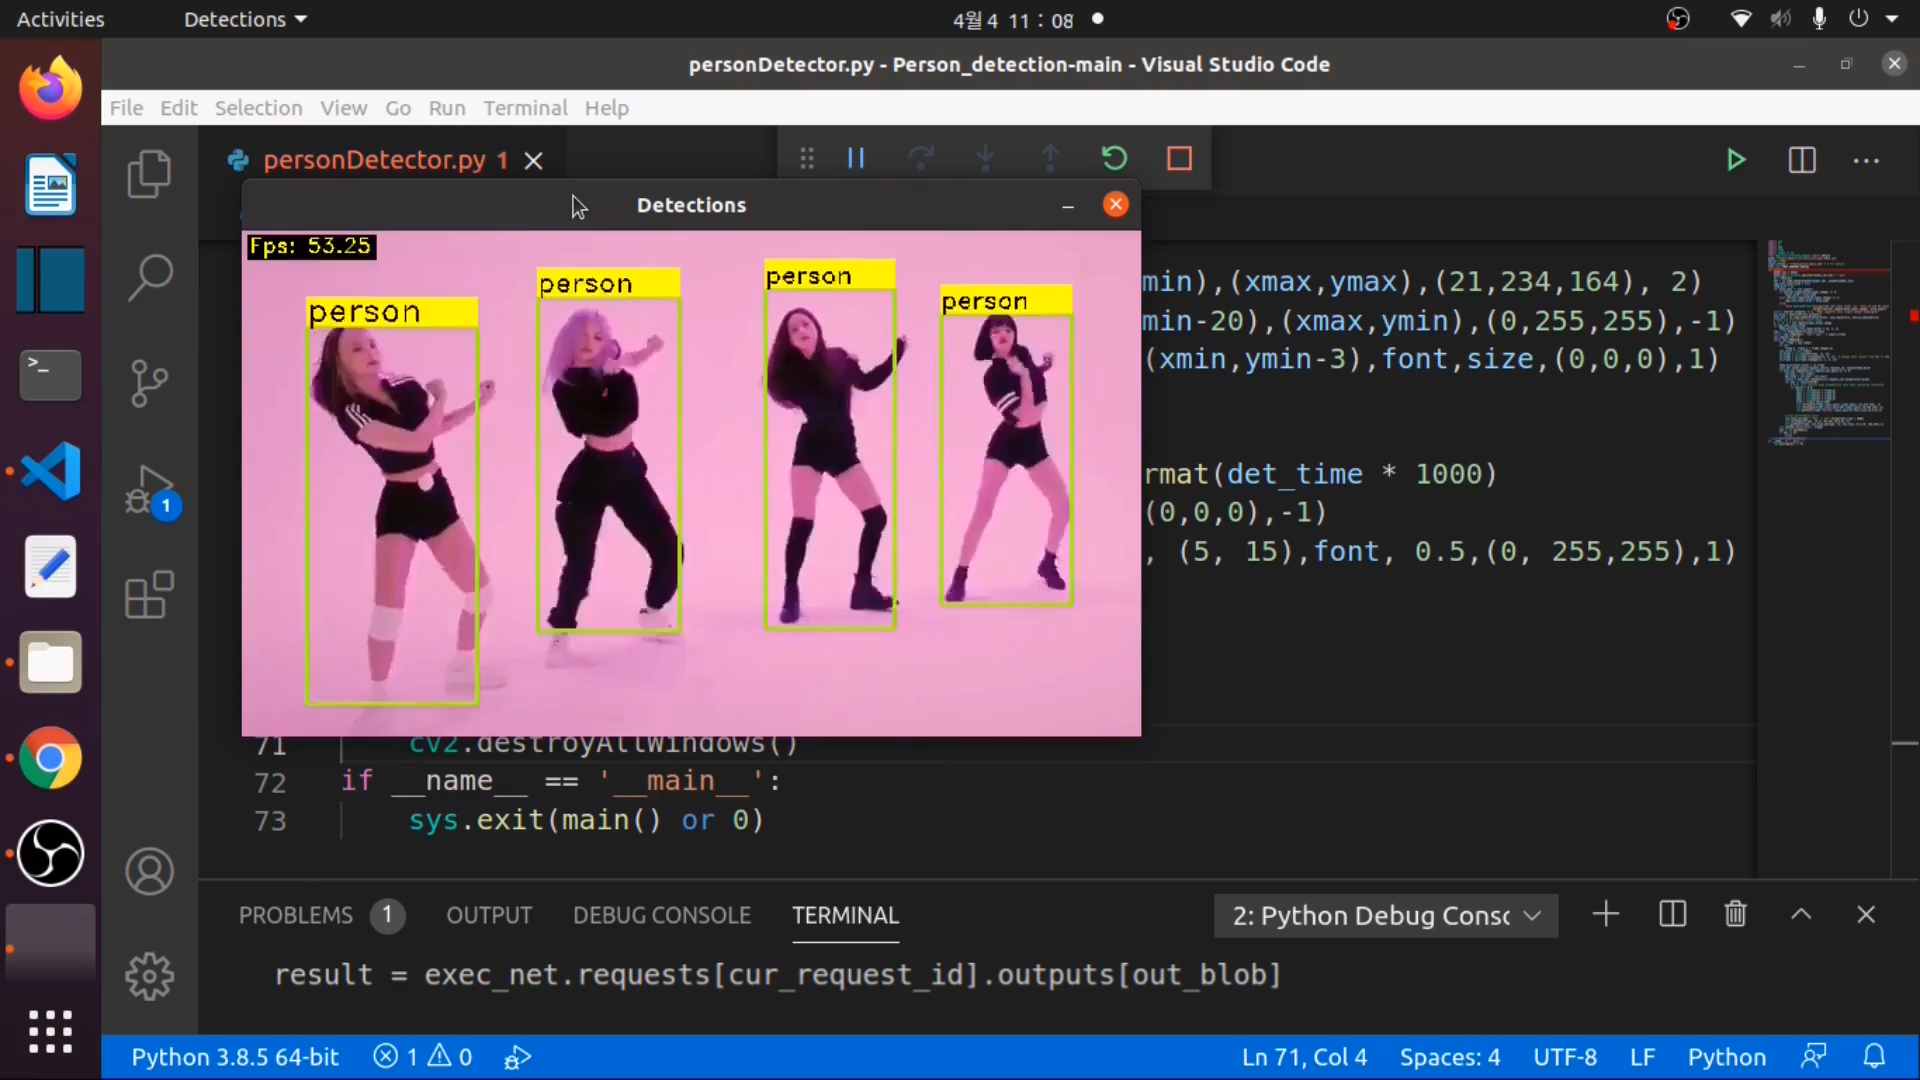 Activities
Detections
4월 4 11：08
personDetector.py - Person_detection-main - Visual Studio Code
File Edit Selection View Go Run Terminal Help
personDetector.py 1
Detections
Fps: 53.25
person
person
person
person
min),(xmax,ymax),(21,234,164), 2)
min-20),(xmax,ymin),(0,255,255),-1)
(xmin,ymin-3),font,size,(0,0,0),1)
rmat(det_time * 1000)
(0,0,0),-1)
, (5, 15),font, 0.5,(0, 255,255),1)
71 cv2.destroyAllWindows()
72 if __name__ == '__main__':
73 sys.exit(main() or 0)
1
PROBLEMS 1 OUTPUT DEBUG CONSOLE TERMINAL
2: Python Debug Consc
result = exec_net.requests[cur_request_id].outputs[out_blob]
Python 3.8.5 64-bit 1 0
Ln 71, Col 4 Spaces: 4 UTF-8 LF Python